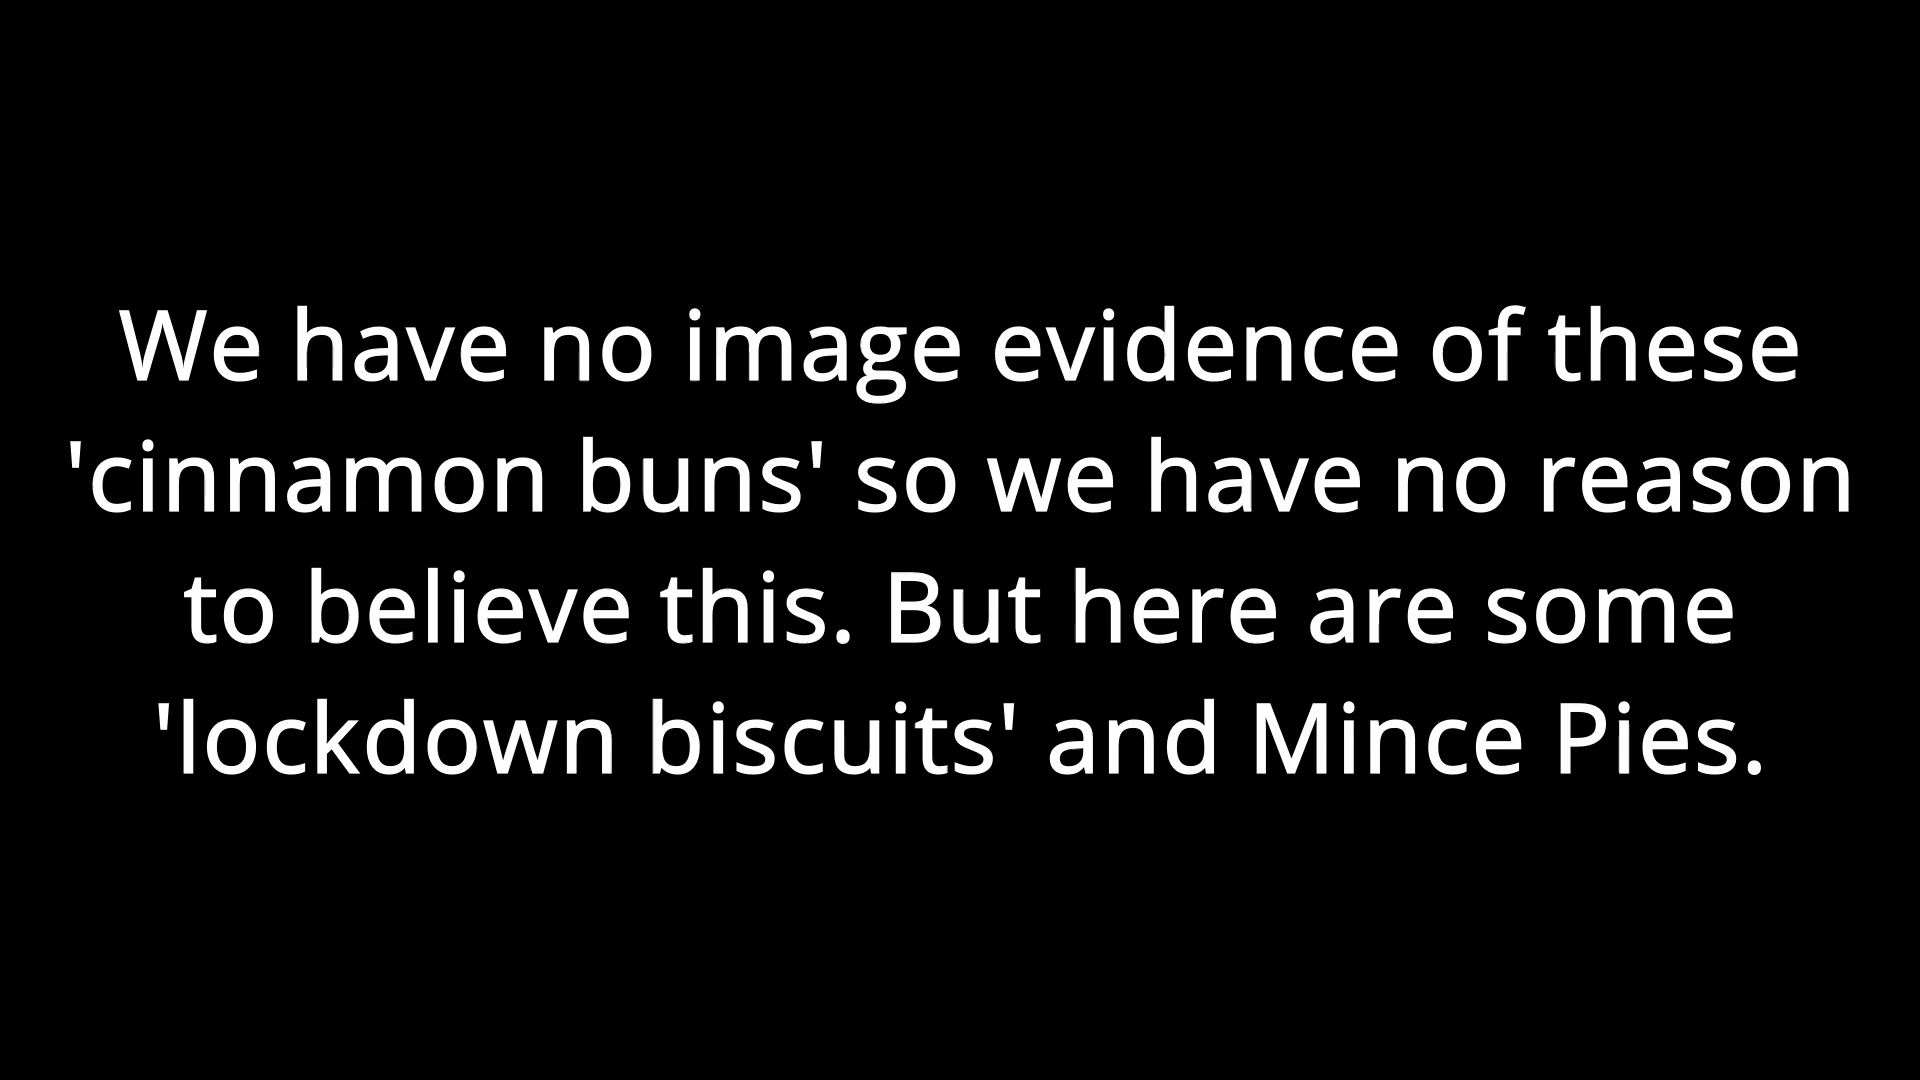 We have no image evidence of these
'cinnamon buns' so we have no reason
to believe this. But here are some
'lockdown biscuits' and Mince Pies.